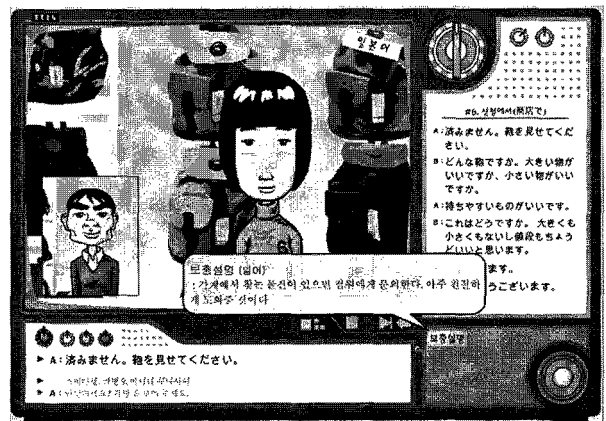 일본어
#6. 상점에서(商店で)
A: 済みません。鞄を見せてくだ
さい。
B: どんな鞄ですか。大きい物が
いいですか、小さい物がいい
ですか。
A: 持ちやすいものがいいです。
B: これはどうですか。大きくも
小さくもないし値段もちょう
どいいと思います。
ます。
うございます。
보충설명 (일어)
: 가게에서 찾는 물건이 있으면 점원에게 문의한다. 아주 친절하
게 도와줄 것이다
보충설명
A: 済みません。鞄を見せてください。
A: